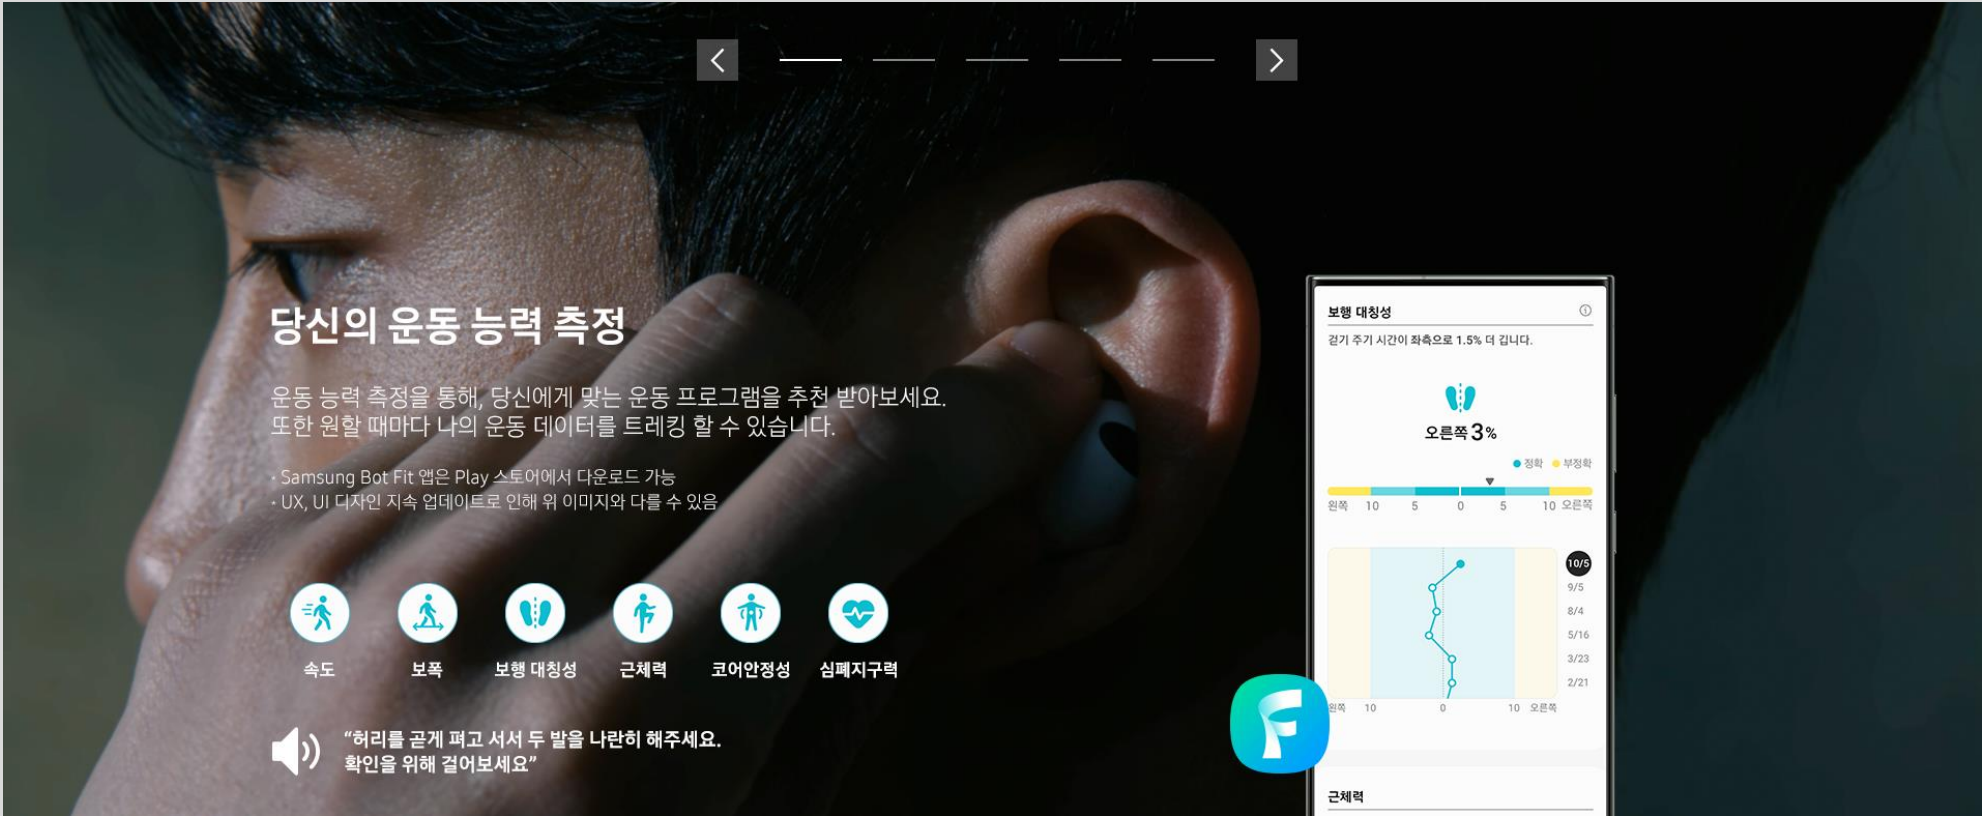 당신의 운동 능력 측정
운동 능력 측정을 통해, 당신에게 맞는 운동 프로그램을 추천 받아보세요.
또한 원할 때마다 나의 운동 데이터를 트레킹 할 수 있습니다.
· Samsung Bot Fit 앱은 Play 스토어에서 다운로드 가능
· UX, UI 디자인 지속 업데이트로 인해 위 이미지와 다를 수 있음
속도 보폭 보행 대칭성 근체력 코어안정성 심폐지구력
“허리를 곧게 펴고 서서 두 발을 나란히 해주세요.
확인을 위해 걸어보세요”
보행 대칭성
걷기 주기 시간이 좌측으로 1.5% 더 깁니다.
오른쪽 3%
정확 부정확
왼쪽 10 5 0 5 10 오른쪽
10/5
9/5
8/4
5/16
3/23
2/21
왼쪽 10 0 10 오른쪽
F
근체력